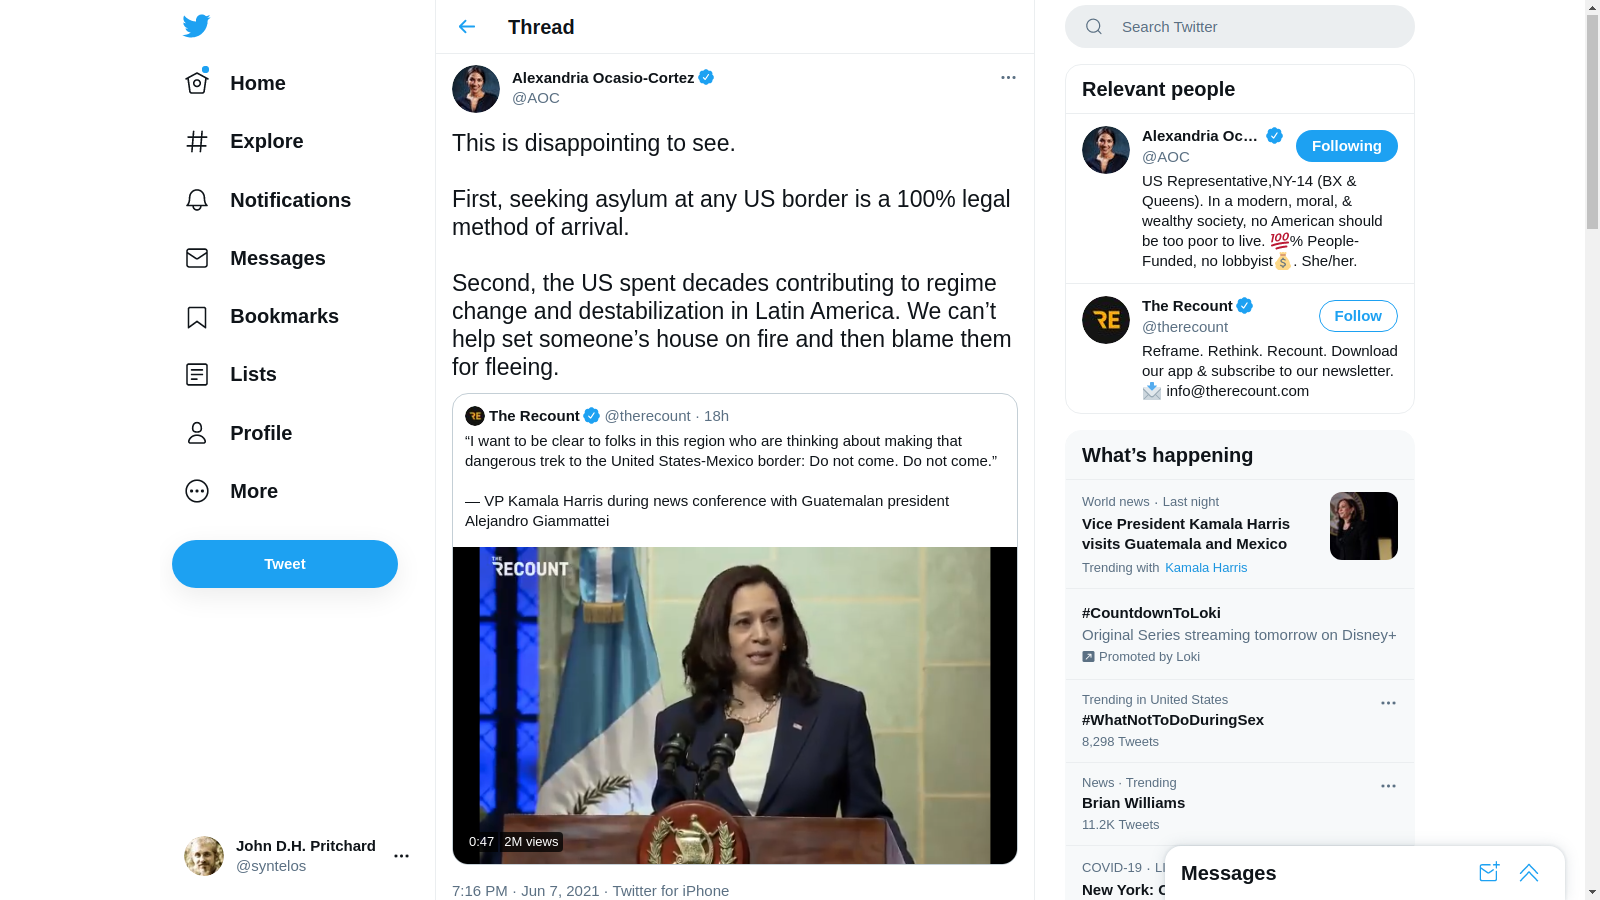 Home
Explore
Notifications
Messages
Bookmarks
Lists
Profile
More
Tweet
John D.H. Pritchard
@syntelos
Thread
Alexandria Ocasio-Cortez
@AOC
This is disappointing to see.
First, seeking asylum at any US border is a 100% legal
method of arrival.
Second, the US spent decades contributing to regime
change and destabilization in Latin America. We can’t
help set someone’s house on fire and then blame them
for fleeing.
RE The Recount @therecount · 18h
“I want to be clear to folks in this region who are thinking about making that
dangerous trek to the United States-Mexico border: Do not come. Do not come.”
— VP Kamala Harris during news conference with Guatemalan president
Alejandro Giammattei
THE
RECOUNT
0:47 2M views
7:16 PM · Jun 7, 2021 · Twitter for iPhone
Search Twitter
Relevant people
Alexandria Oc...
Following
@AOC
US Representative,NY-14 (BX &
Queens). In a modern, moral, &
wealthy society, no American should
be too poor to live. 💯% People-
Funded, no lobbyist💰. She/her.
RE
The Recount
Follow
@therecount
Reframe. Rethink. Recount. Download
our app & subscribe to our newsletter.
📩 info@therecount.com
What’s happening
World news · Last night
Vice President Kamala Harris
visits Guatemala and Mexico
Trending with Kamala Harris
#CountdownToLoki
Original Series streaming tomorrow on Disney+
Promoted by Loki
Trending in United States
#WhatNotToDoDuringSex
8,298 Tweets
News · Trending
Brian Williams
11.2K Tweets
COVID-19 ·
New York:
Messages